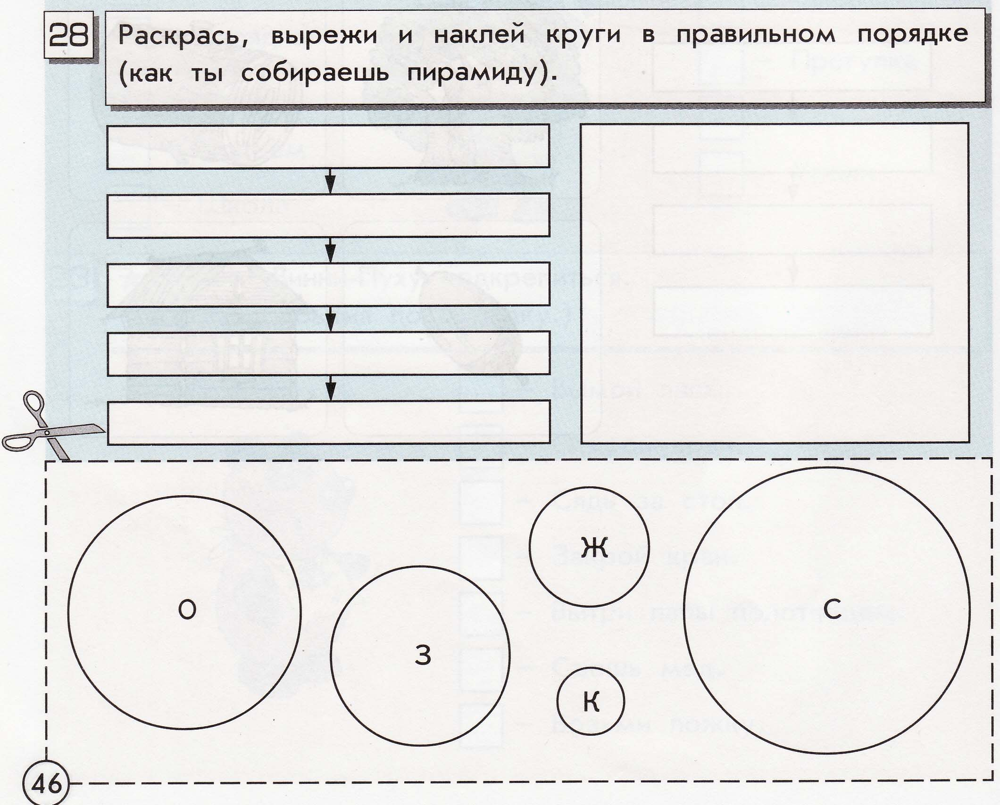 28
Раскрась, вырежи и наклей круги в правильном порядке
(как ты собираешь пирамиду).
О
З
Ж
К
С
46